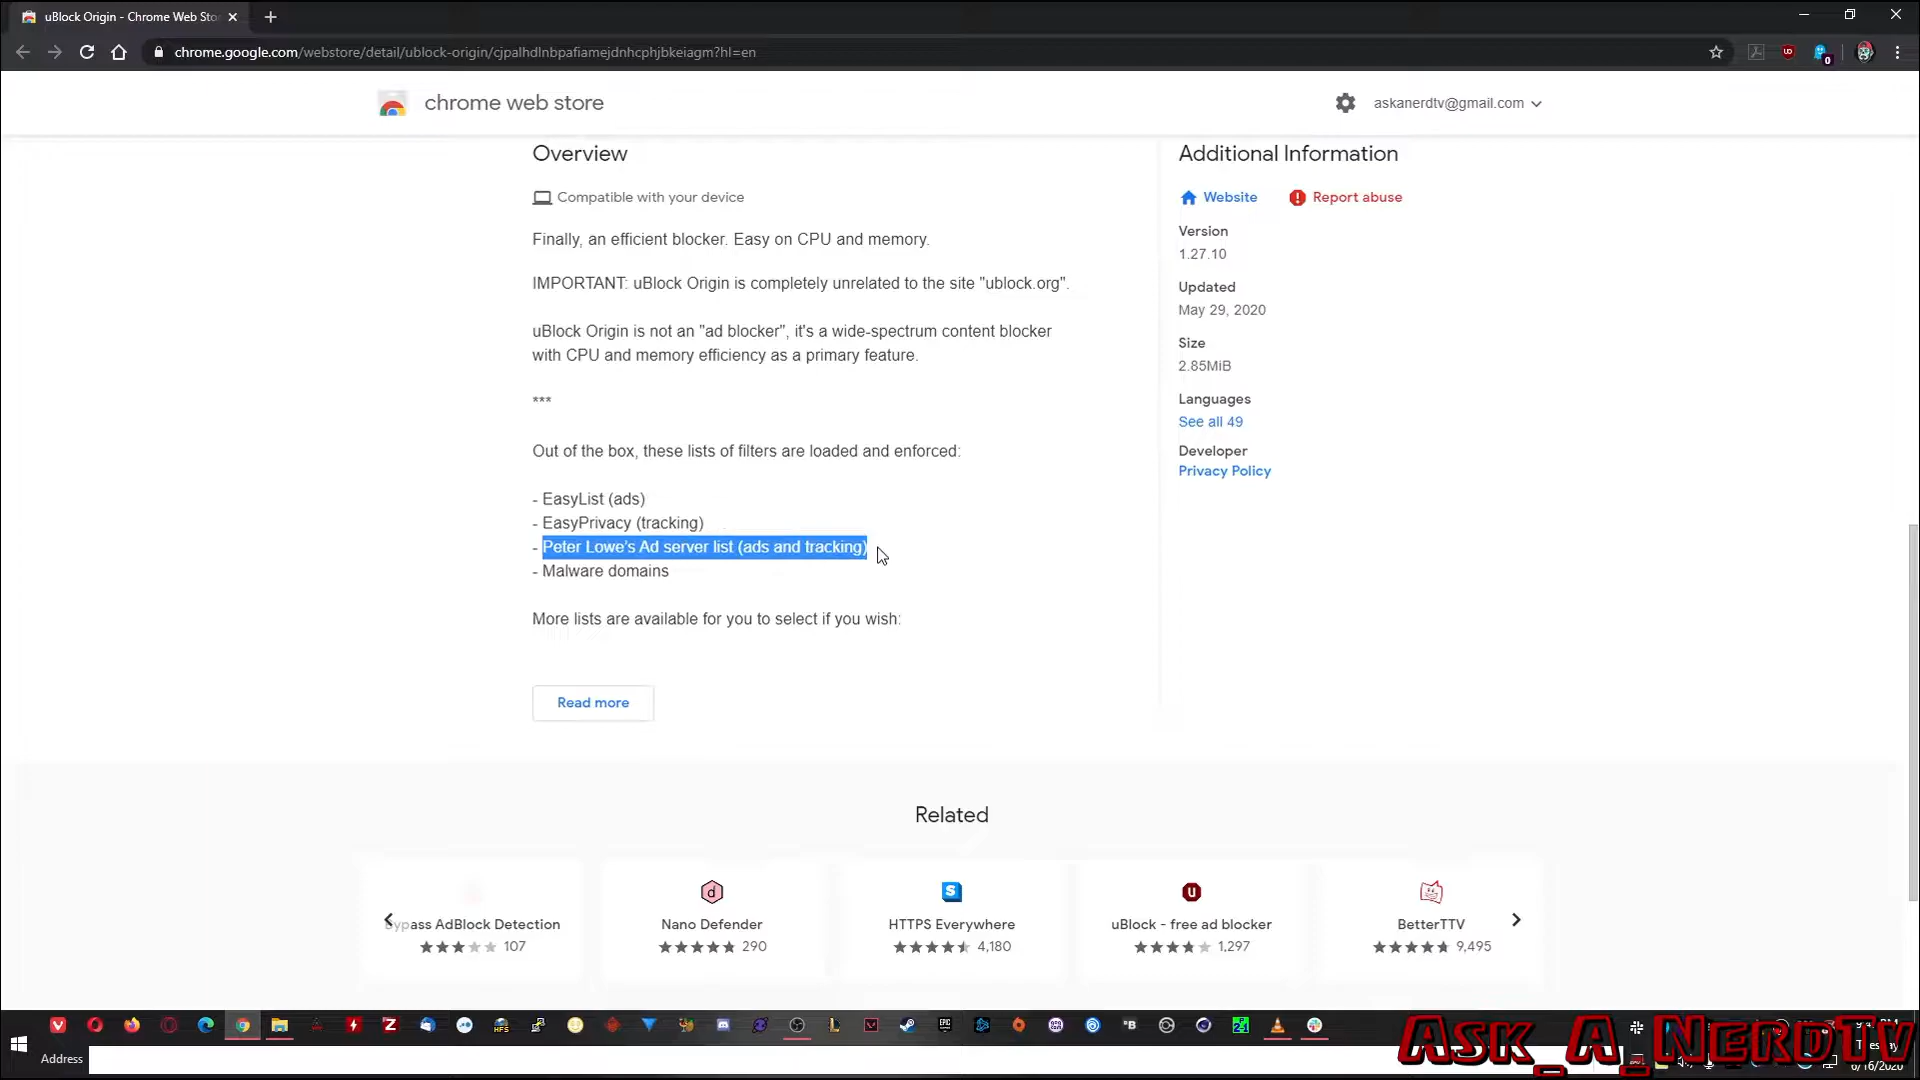 uBlock Origin - Chrome Web Sto
chrome.google.com/webstore/detail/ublock-origin/cjpalhdlnbpafiamejdnhcphjbkeiagm?hl=en
0
chrome web store
askanerdtv@gmail.com
Overview
Compatible with your device
Finally, an efficient blocker. Easy on CPU and memory.
IMPORTANT: uBlock Origin is completely unrelated to the site "ublock.org".
uBlock Origin is not an "ad blocker", it's a wide-spectrum content blocker
with CPU and memory efficiency as a primary feature.
***
Out of the box, these lists of filters are loaded and enforced:
- EasyList (ads)
- EasyPrivacy (tracking)
- Peter Lowe's Ad server list (ads and tracking)
- Malware domains
More lists are available for you to select if you wish:
Read more
Additional Information
Website
Report abuse
Version
1.27.10
Updated
May 29, 2020
Size
2.85MiB
Languages
See all 49
Developer
Privacy Policy
Related
ypass AdBlock Detection
107
Nano Defender
290
HTTPS Everywhere
4,180
uBlock - free ad blocker
1,297
BetterTTV
9,495
Address
Ask_A_NerdTv
Tuesday
6/16/2020